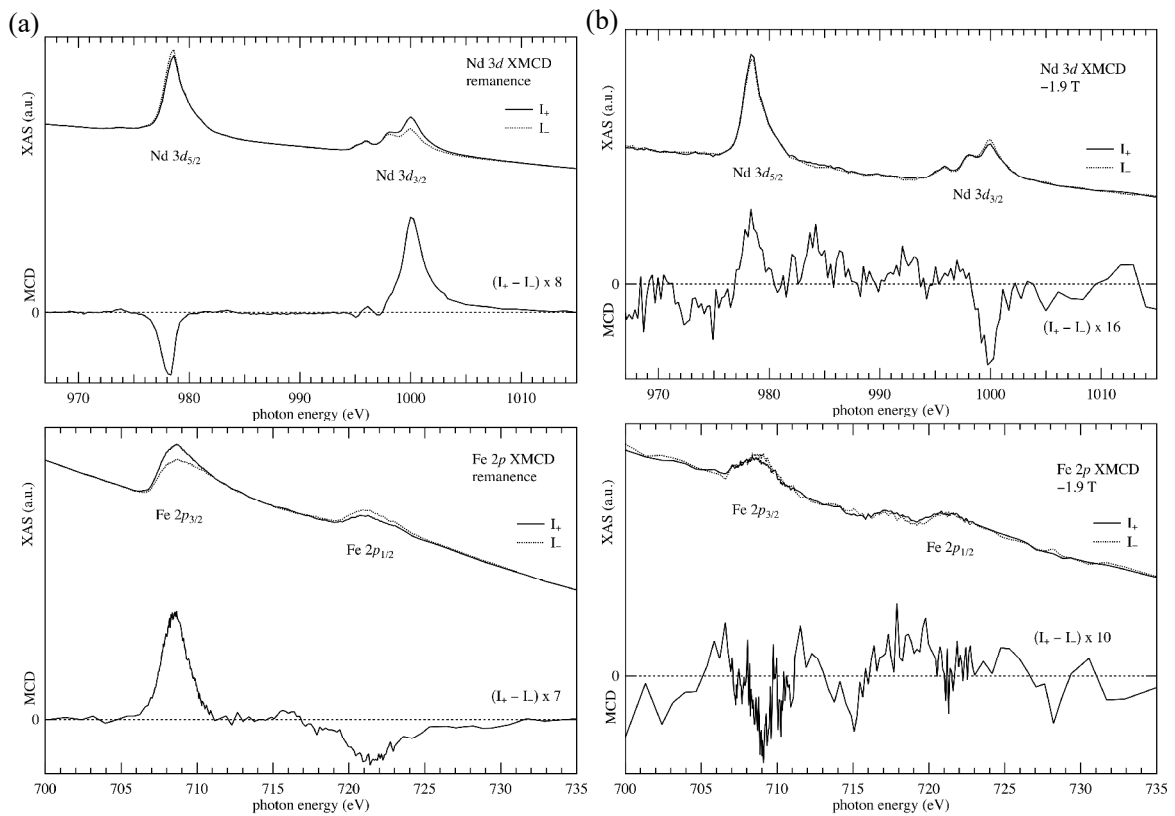 (a)
Nd 3d XMCD
remanence
I+
I–
XAS (a.u.)
Nd 3d5/2
Nd 3d3/2
MCD
0
(I+ – I–) x 8
970 980 990 1000 1010
photon energy (eV)
Fe 2p XMCD
remanence
I+
I–
XAS (a.u.)
Fe 2p3/2
Fe 2p1/2
MCD
0
(I+ – I–) x 7
700 705 710 715 720 725 730 735
photon energy (eV)
(b)
Nd 3d XMCD
–1.9 T
I+
I–
XAS (a.u.)
Nd 3d5/2
Nd 3d3/2
MCD
0
(I+ – I–) x 16
970 980 990 1000 1010
photon energy (eV)
Fe 2p XMCD
–1.9 T
I+
I–
XAS (a.u.)
Fe 2p3/2
Fe 2p1/2
MCD
0
(I+ – I–) x 10
700 705 710 715 720 725 730 735
photon energy (eV)